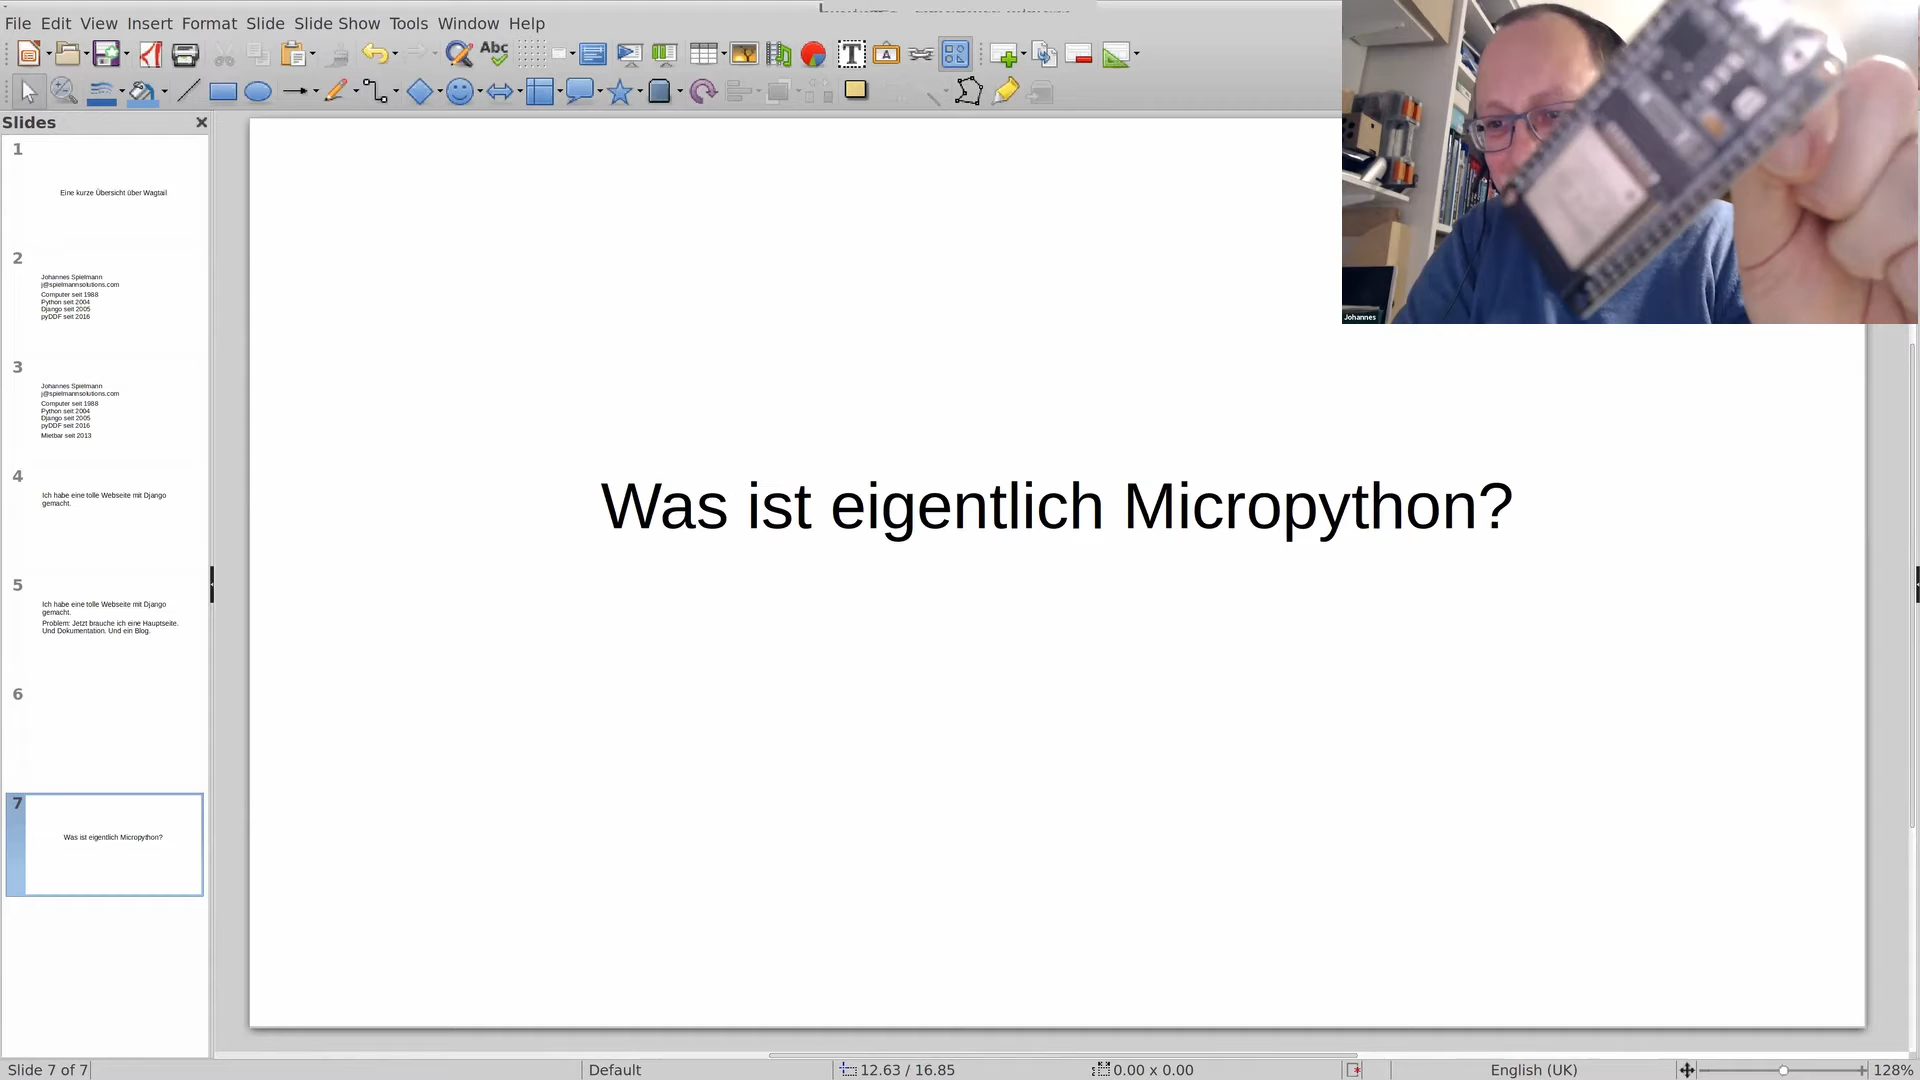 File Edit View Insert Format Slide Slide Show Tools Window Help
Abc
T
A
Slides
1
Eine kurze Übersicht über Wagtail
2
Johannes Spielmann
j@spielmannsolutions.com
Computer seit 1988
Python seit 2004
Django seit 2005
pyDDF seit 2016
3
Johannes Spielmann
j@spielmannsolutions.com
Computer seit 1988
Python seit 2004
Django seit 2005
pyDDF seit 2016
Mietbar seit 2013
4
Ich habe eine tolle Webseite mit Django
gemacht.
5
Ich habe eine tolle Webseite mit Django
gemacht.
Problem: Jetzt brauche ich eine Hauptseite.
Und Dokumentation. Und ein Blog.
6
7
Was ist eigentlich Micropython?
Was ist eigentlich Micropython?
Johannes
Slide 7 of 7
Default
12.63 / 16.85
0.00 x 0.00
English (UK)
128%